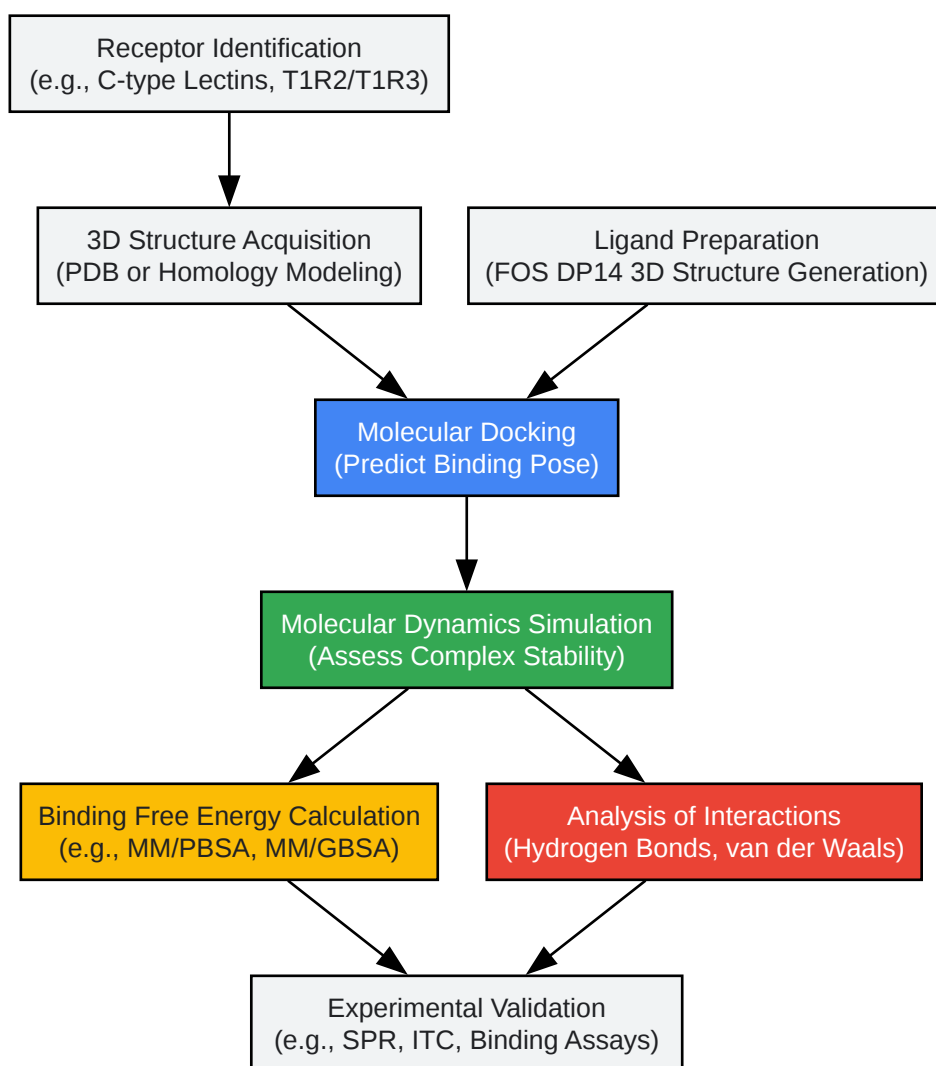 Receptor Identification
(e.g., C-type Lectins, T1R2/T1R3)
3D Structure Acquisition
(PDB or Homology Modeling)
Ligand Preparation
(FOS DP14 3D Structure Generation)
Molecular Docking
(Predict Binding Pose)
Molecular Dynamics Simulation
(Assess Complex Stability)
Binding Free Energy Calculation
(e.g., MM/PBSA, MM/GBSA)
Analysis of Interactions
(Hydrogen Bonds, van der Waals)
Experimental Validation
(e.g., SPR, ITC, Binding Assays)